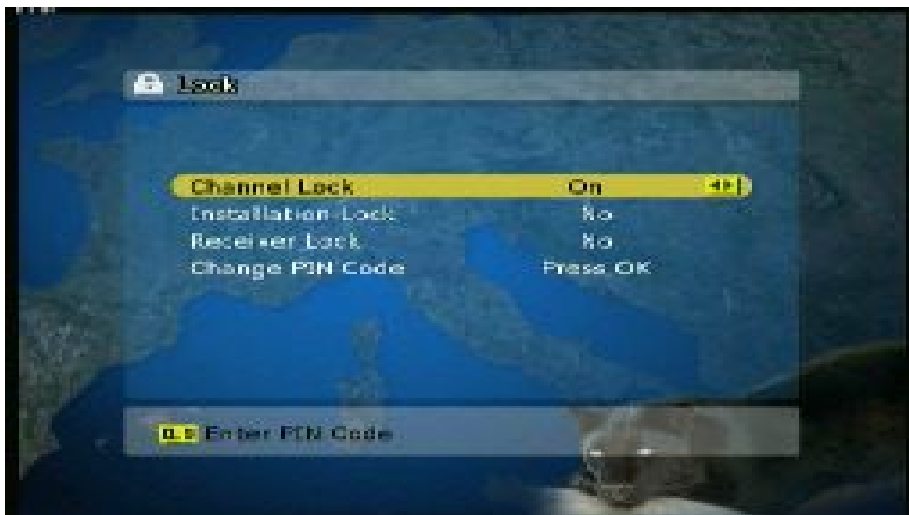 Lock
Channel Lock On
Installation Lock No
Receiver Lock No
Change PIN Code Press OK
Enter PIN Code